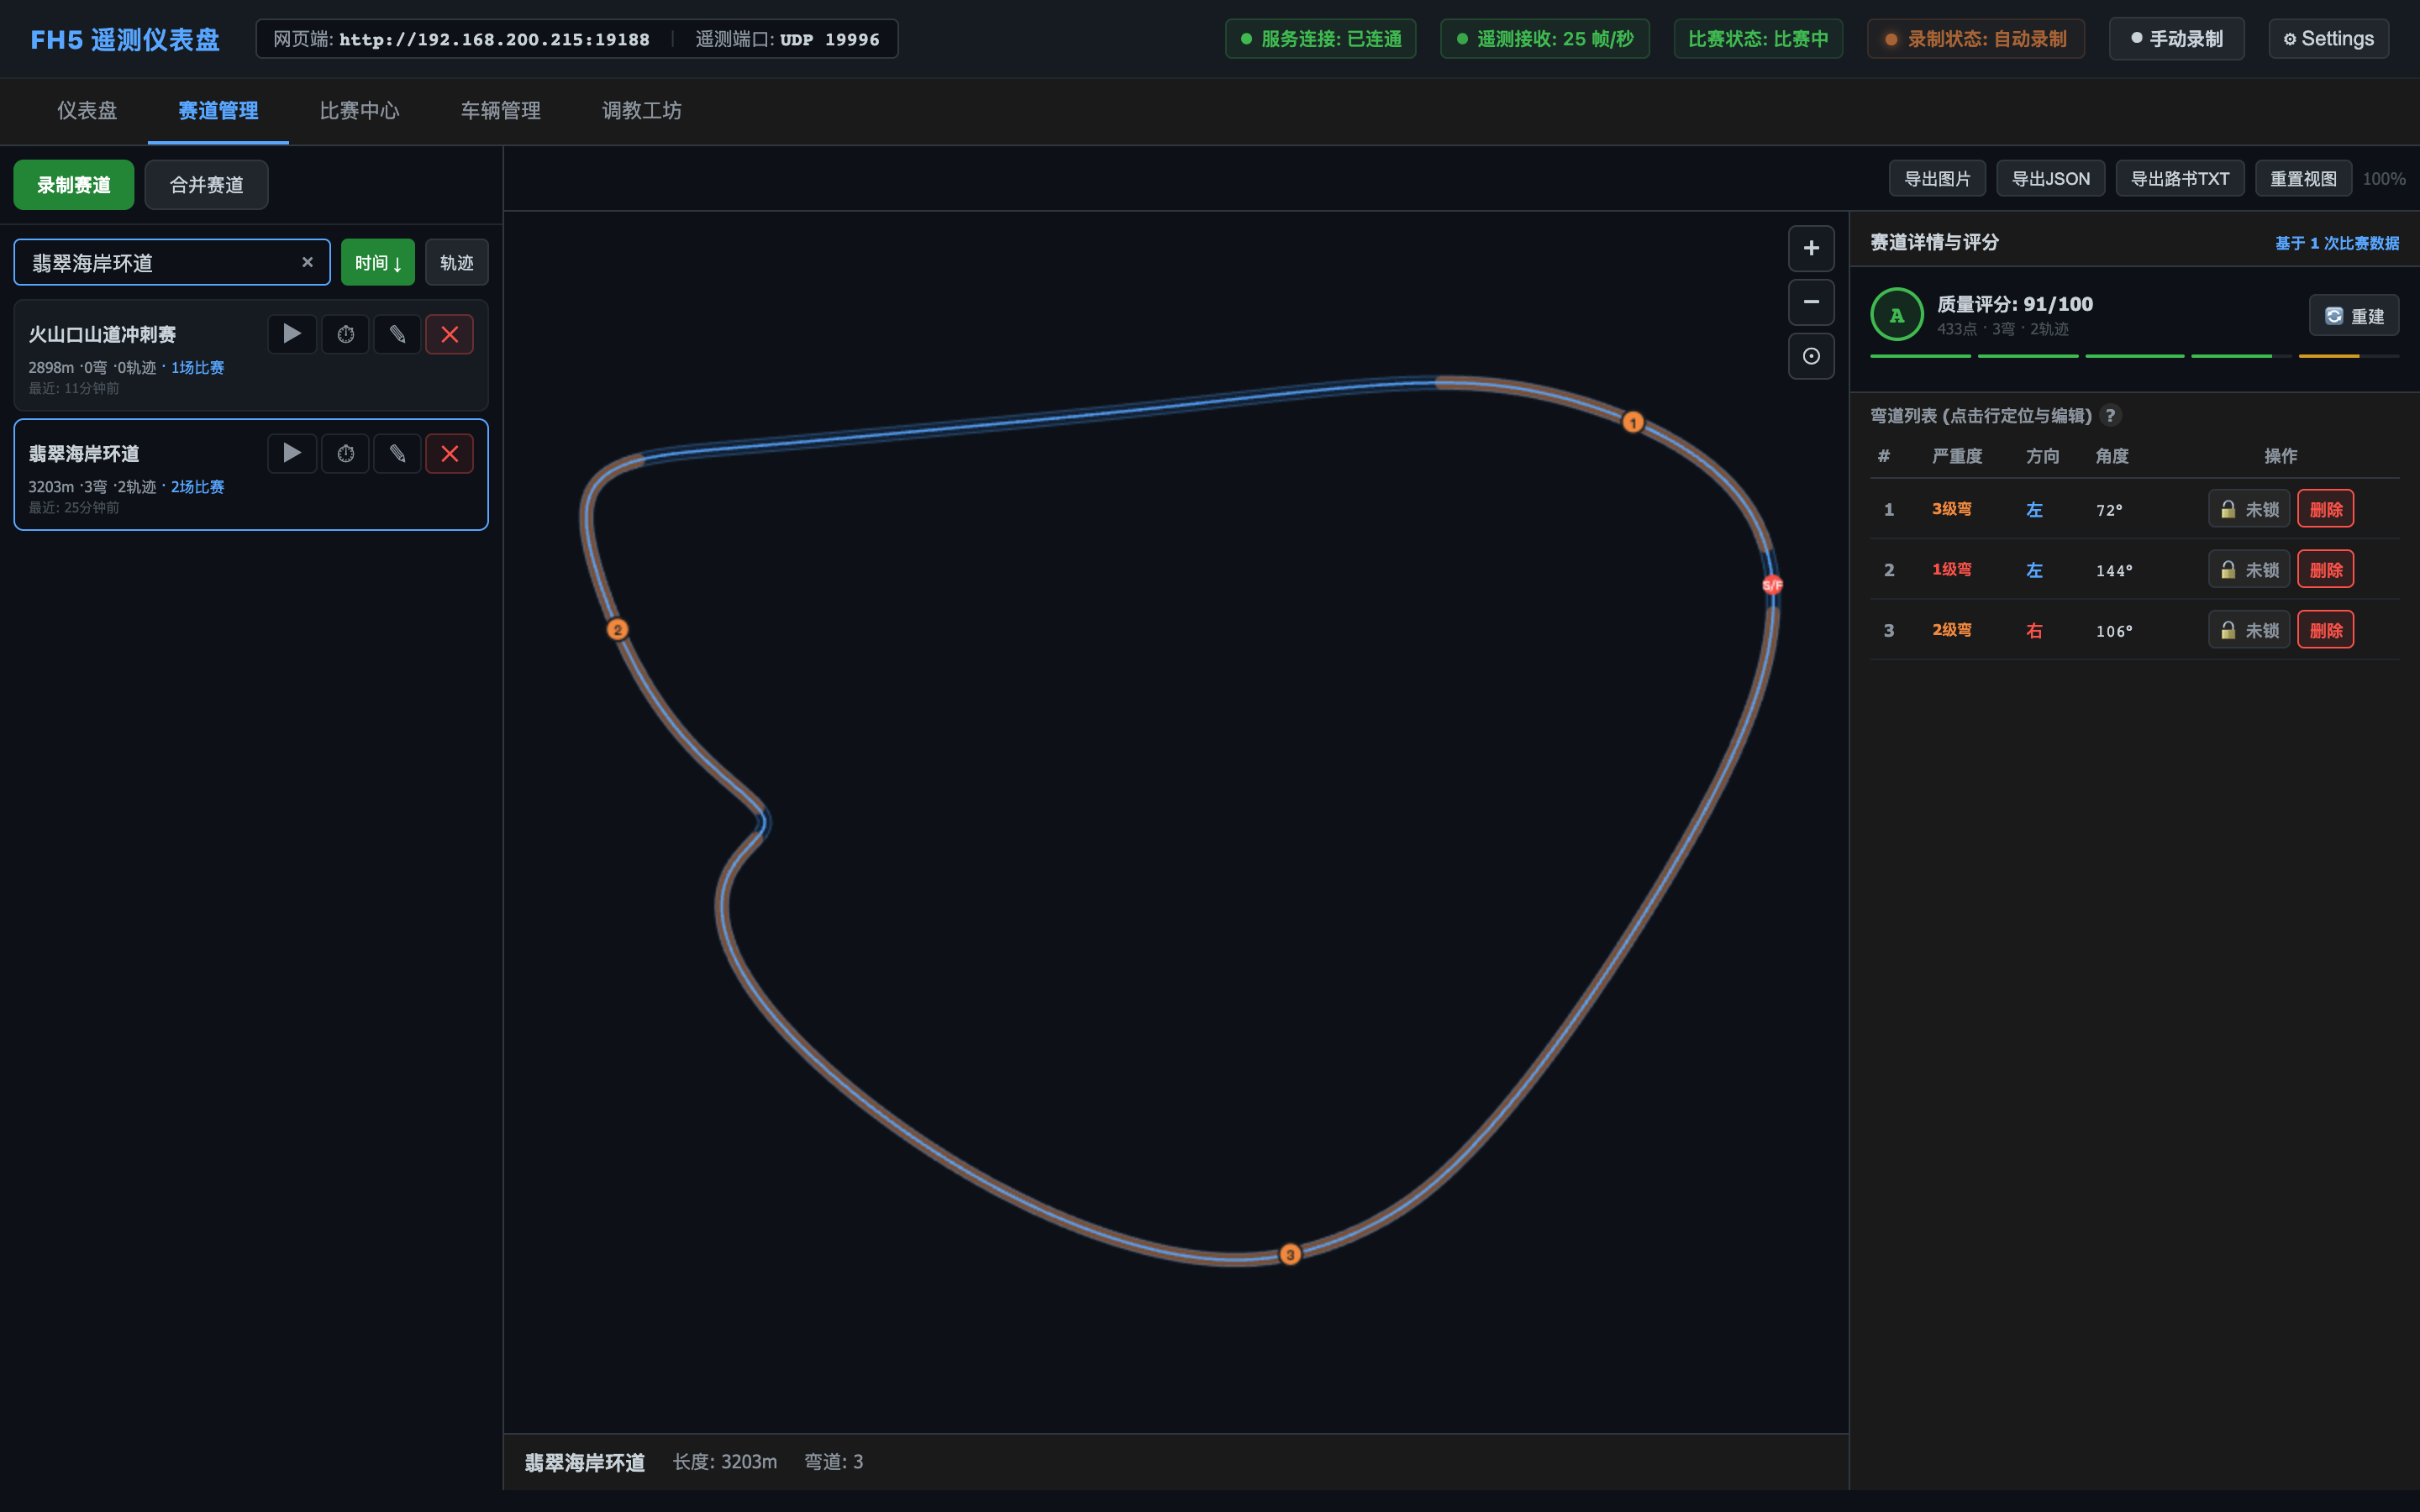 FH5 遥测仪表盘
网页端: http://192.168.200.215:19188 | 遥测端口: UDP 19996
服务连接: 已连通
遥测接收: 25 帧/秒
比赛状态: 比赛中
录制状态: 自动录制
手动录制
Settings
仪表盘
赛道管理
比赛中心
车辆管理
调教工坊
录制赛道
合并赛道
翡翠海岸环道 ×
时间 ↓
轨迹
火山口山道冲刺赛
2898m ·0弯 ·0轨迹 · 1场比赛
最近: 11分钟前
翡翠海岸环道
3203m ·3弯 ·2轨迹 · 2场比赛
最近: 25分钟前
导出图片
导出JSON
导出路书TXT
重置视图
100%
+
−
1
S/F
2
3
翡翠海岸环道 长度: 3203m 弯道: 3
赛道详情与评分
基于 1 次比赛数据
A
质量评分: 91/100
433点 · 3弯 · 2轨迹
重建
弯道列表 (点击行定位与编辑) ?
# 严重度 方向 角度 操作
1 3级弯 左 72° 未锁 删除
2 1级弯 左 144° 未锁 删除
3 2级弯 右 106° 未锁 删除